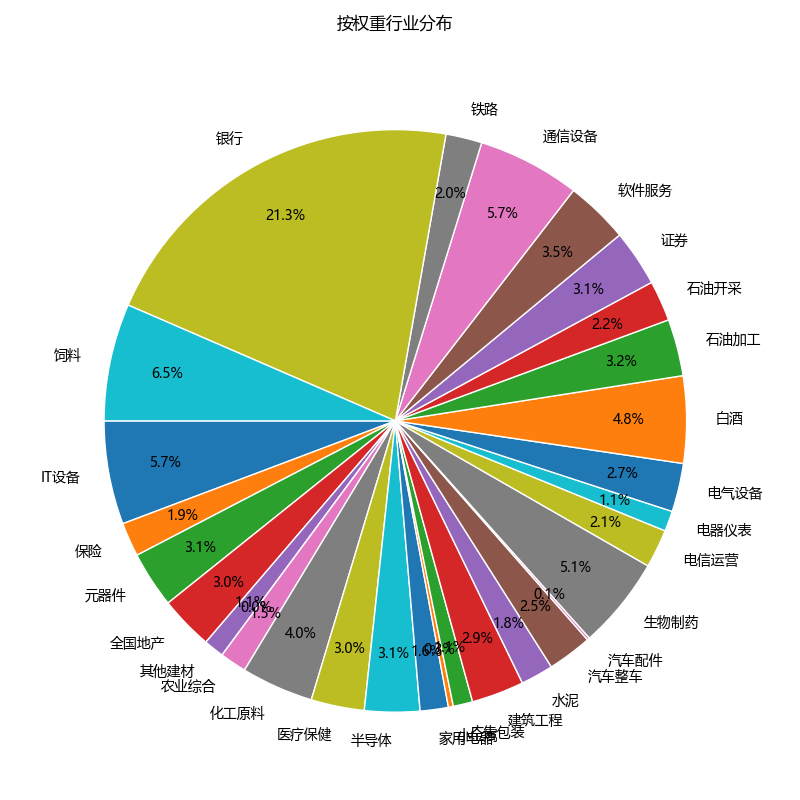 按权重行业分布
铁路
2.0%
通信设备
5.7%
软件服务
3.5%
证券
3.1%
石油开采
2.2%
石油加工
3.2%
白酒
4.8%
电气设备
2.7%
电器仪表
1.1%
电信运营
2.1%
生物制药
5.1%
汽车配件
0.1%
汽车整车
2.5%
水泥
1.8%
建筑工程
2.9%
家用电器
1.6%
半导体
3.1%
医疗保健
3.0%
化工原料
4.0%
农业综合
1.5%
0.0%
其他建材
1.1%
全国地产
3.0%
元器件
3.1%
保险
1.9%
IT设备
5.7%
饲料
6.5%
银行
21.3%